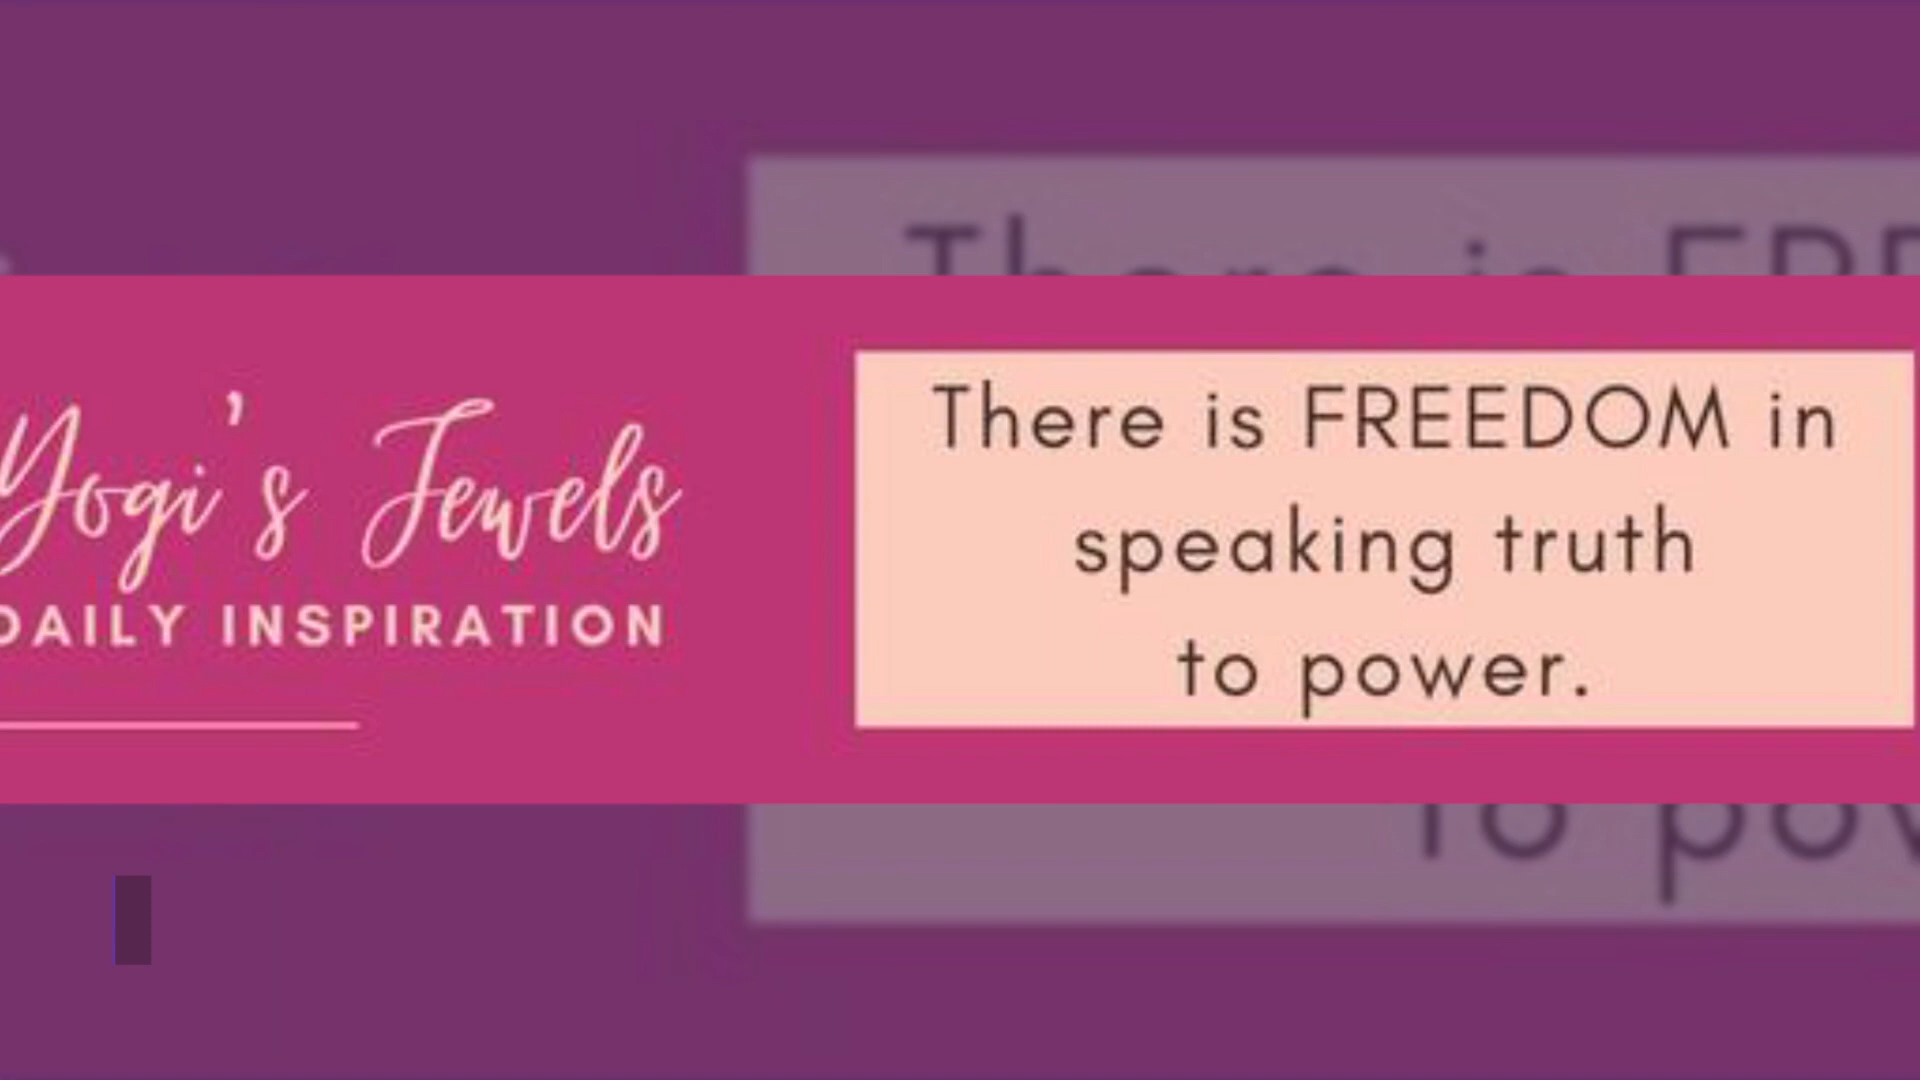 Yogi's Jewels
DAILY INSPIRATION
There is FREEDOM in
speaking truth
to power.